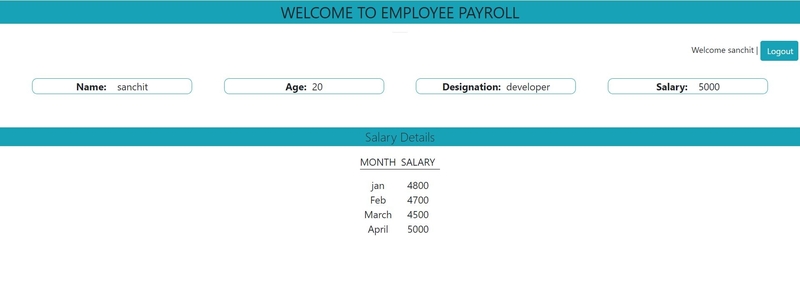 WELCOME TO EMPLOYEE PAYROLL
Welcome sanchit | Logout
Name: sanchit Age: 20 Designation: developer Salary: 5000
Salary Details
MONTH SALARY
jan 4800
Feb 4700
March 4500
April 5000